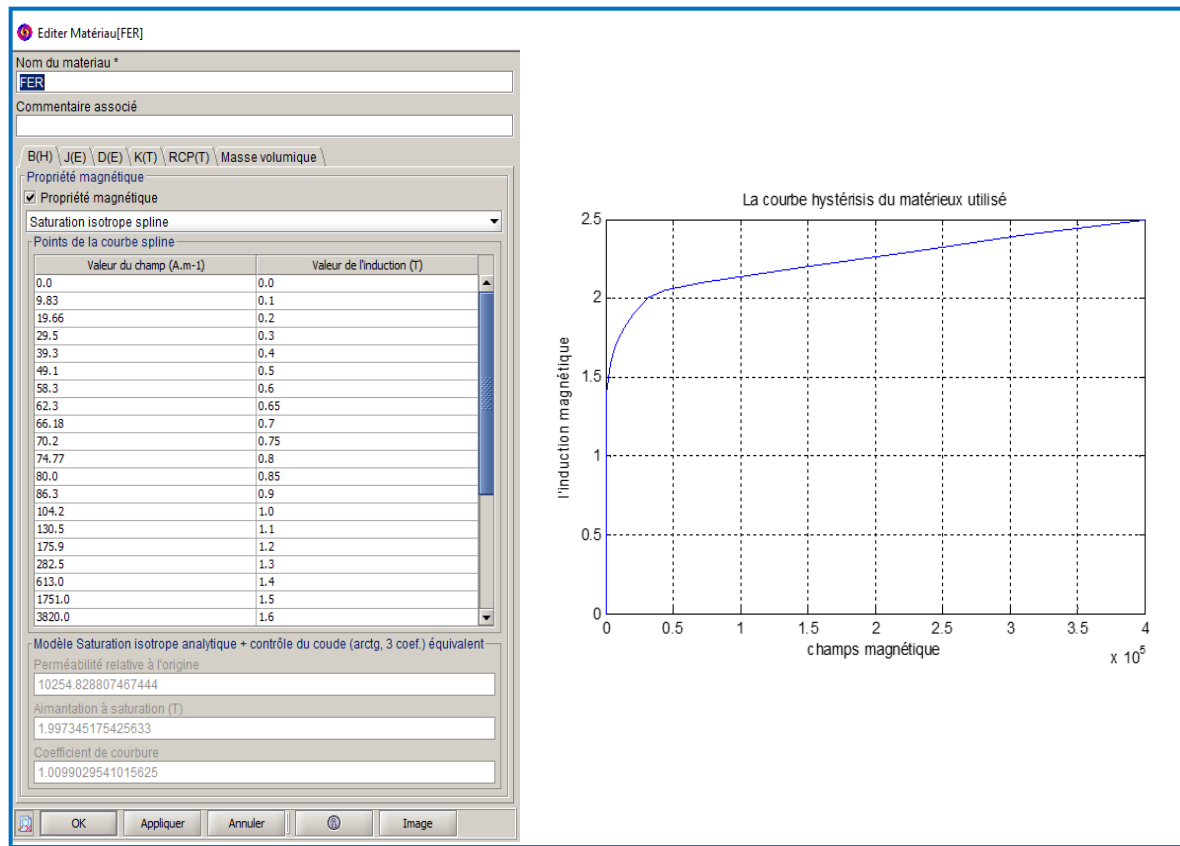 Editer Matériau[FER]
Nom du materiau *
FER
Commentaire associé
B(H) J(E) D(E) K(T) RCP(T) Masse volumique
Propriété magnétique
Propriété magnétique
Saturation isotrope spline
Points de la courbe spline
Valeur du champ (A.m-1) Valeur de l'induction (T)
0.0 0.0
9.83 0.1
19.66 0.2
29.5 0.3
39.3 0.4
49.1 0.5
58.3 0.6
62.3 0.65
66.18 0.7
70.2 0.75
74.77 0.8
80.0 0.85
86.3 0.9
104.2 1.0
130.5 1.1
175.9 1.2
282.5 1.3
613.0 1.4
1751.0 1.5
3820.0 1.6
Modèle Saturation isotrope analytique + contrôle du coude (arctg, 3 coef.) équivalent
Perméabilité relative à l'origine
10254.828807467444
Aimantation à saturation (T)
1.997345175425633
Coefficient de courbure
1.0099029541015625
OK Appliquer Annuler Image
La courbe hystérisis du matérieux utilisé
2.5
2
1.5
1
0.5
0
l'induction magnétique
0 0.5 1 1.5 2 2.5 3 3.5 4
champs magnétique
x 10^5